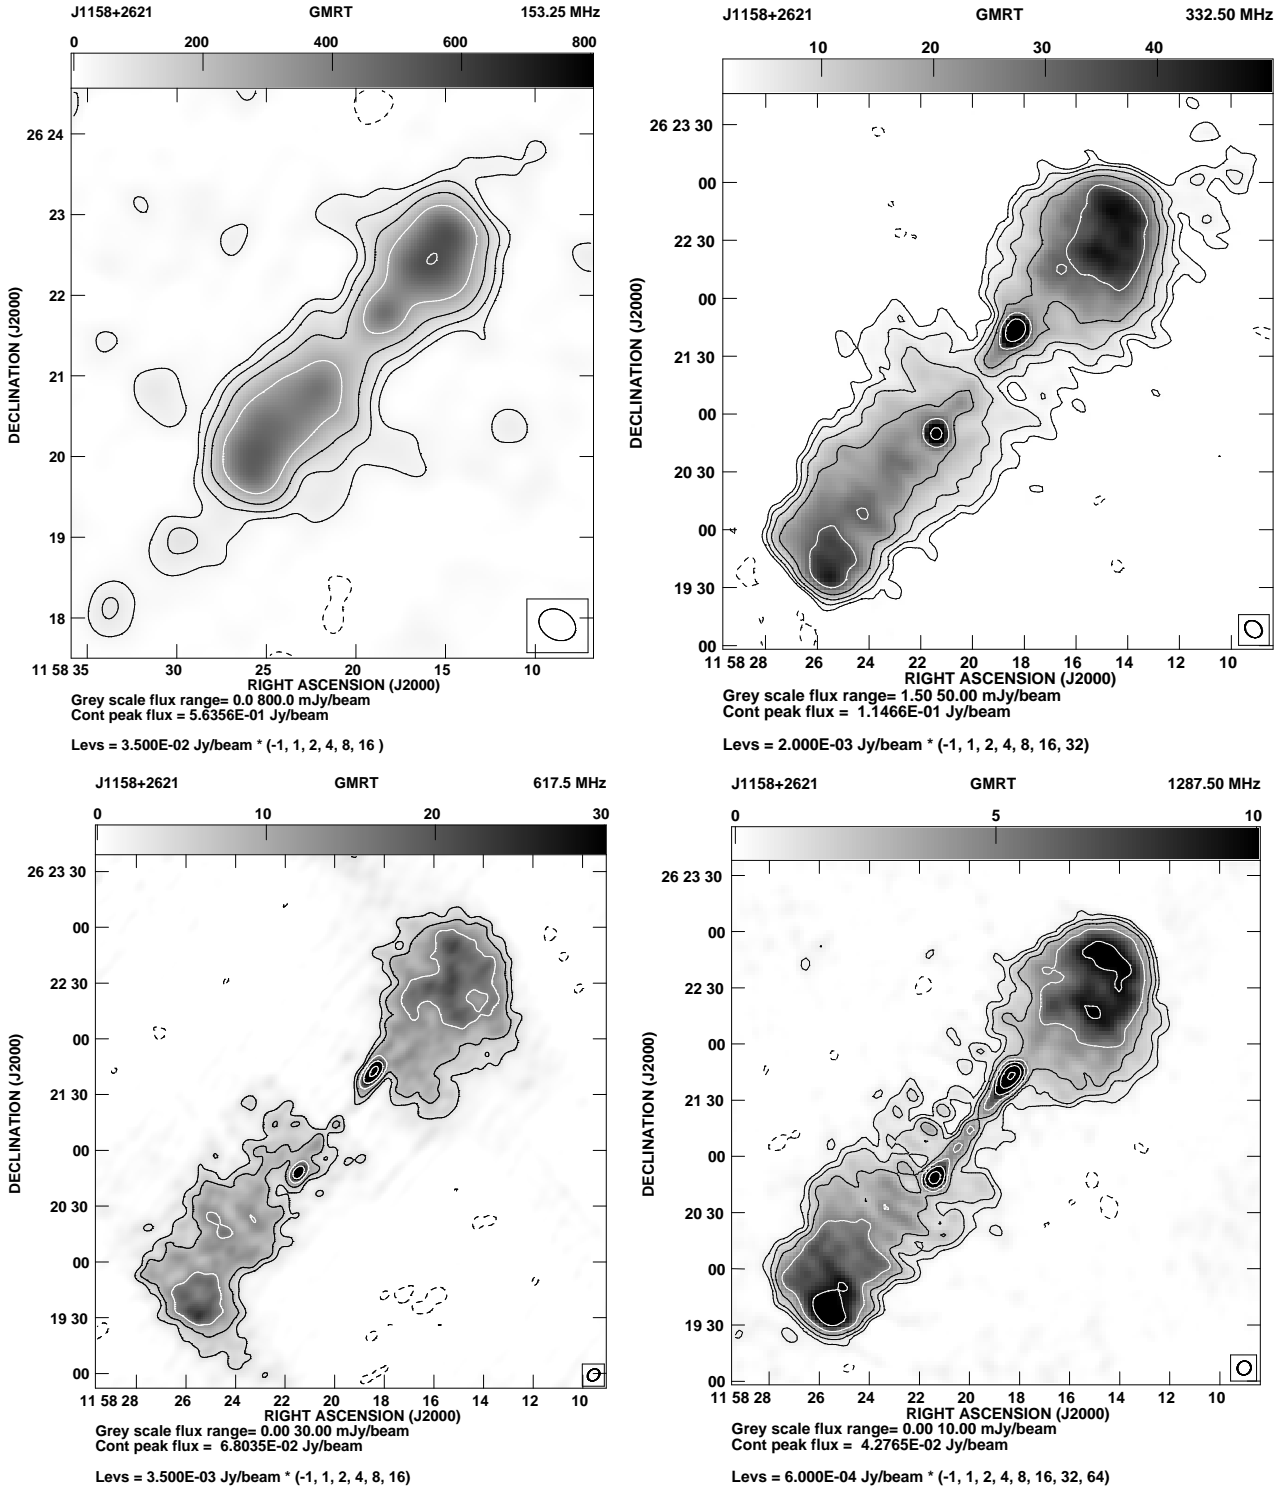 J1158+2621 GMRT 153.25 MHz
0 200 400 600 800
26 24
23
22
21
20
19
18
DECLINATION (J2000)
11 58 35 30 25 20 15 10
RIGHT ASCENSION (J2000)
Grey scale flux range= 0.0 800.0 mJy/beam
Cont peak flux = 5.6356E-01 Jy/beam
Levs = 3.500E-02 Jy/beam * (-1, 1, 2, 4, 8, 16 )
J1158+2621 GMRT 332.50 MHz
10 20 30 40
26 23 30
00
22 30
00
21 30
00
20 30
00
19 30
00
DECLINATION (J2000)
11 58 28 26 24 22 20 18 16 14 12 10
RIGHT ASCENSION (J2000)
Grey scale flux range= 1.50 50.00 mJy/beam
Cont peak flux = 1.1466E-01 Jy/beam
Levs = 2.000E-03 Jy/beam * (-1, 1, 2, 4, 8, 16, 32)
J1158+2621 GMRT 617.5 MHz
0 10 20 30
26 23 30
00
22 30
00
21 30
00
20 30
00
19 30
00
DECLINATION (J2000)
11 58 28 26 24 22 20 18 16 14 12 10
RIGHT ASCENSION (J2000)
Grey scale flux range= 0.00 30.00 mJy/beam
Cont peak flux = 6.8035E-02 Jy/beam
Levs = 3.500E-03 Jy/beam * (-1, 1, 2, 4, 8, 16)
J1158+2621 GMRT 1287.50 MHz
0 5 10
26 23 30
00
22 30
00
21 30
00
20 30
00
19 30
00
DECLINATION (J2000)
11 58 28 26 24 22 20 18 16 14 12 10
RIGHT ASCENSION (J2000)
Grey scale flux range= 0.00 10.00 mJy/beam
Cont peak flux = 4.2765E-02 Jy/beam
Levs = 6.000E-04 Jy/beam * (-1, 1, 2, 4, 8, 16, 32, 64)